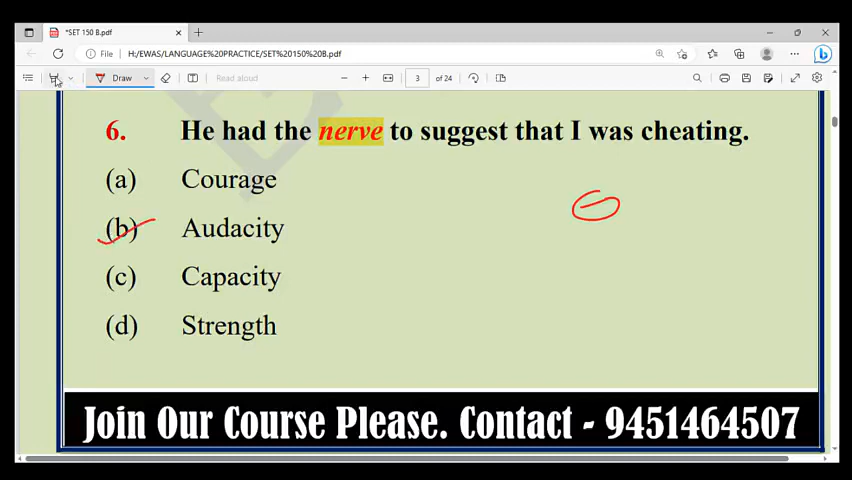 *SET 150 B.pdf
File
H:/EWAS/LANGUAGE%20PRACTICE/SET%20150%20B.pdf
Draw
Read aloud
3 of 24
6. He had the nerve to suggest that I was cheating.
(a) Courage
(b) Audacity
(c) Capacity
(d) Strength
Join Our Course Please. Contact - 9451464507